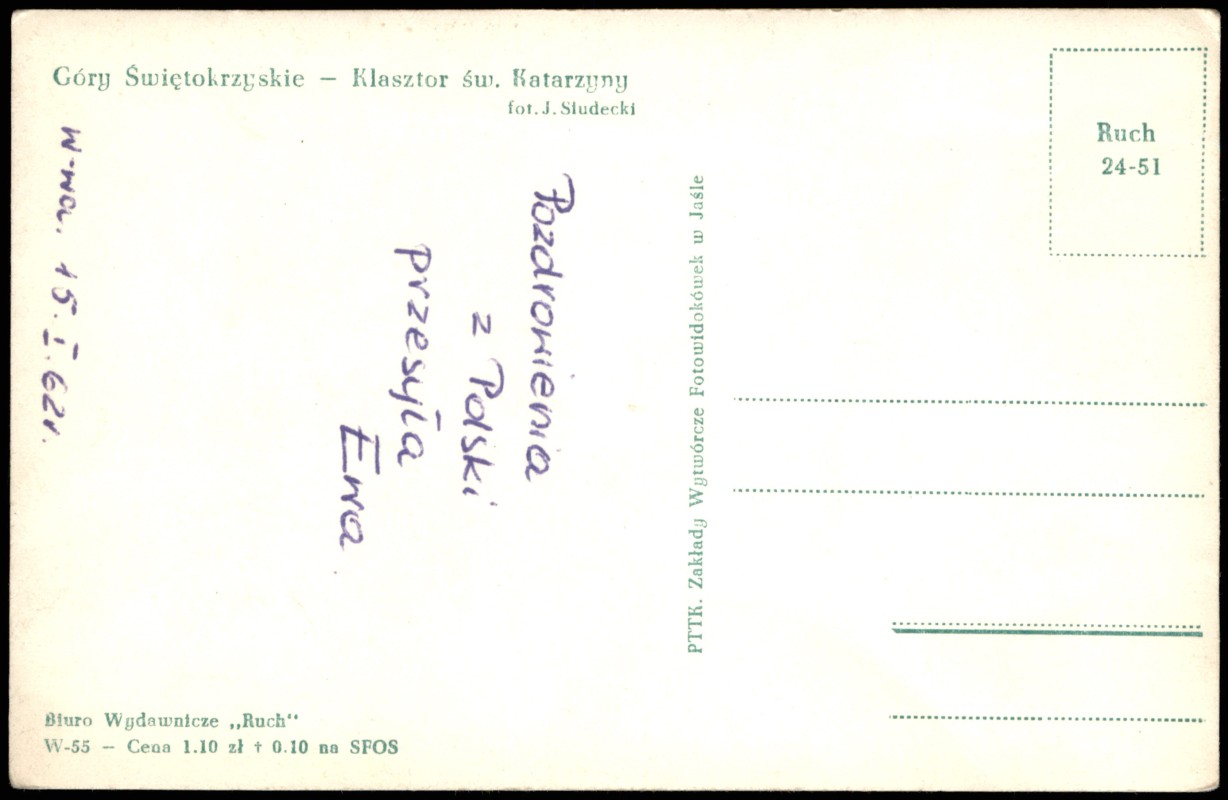 Góry Świętokrzyskie – Klasztor św. Katarzyny
fot. J. Siudecki
W-wa. 15.I.62r.
Pozdrowienia
z Polski
przesyła
Ewa
PTTK. Zakłady Wytwórcze Fotowidokówek w Jaśle
Ruch
24-51
Biuro Wydawnicze „Ruch"
W-55 – Cena 1.10 zł † 0.10 na SFOS